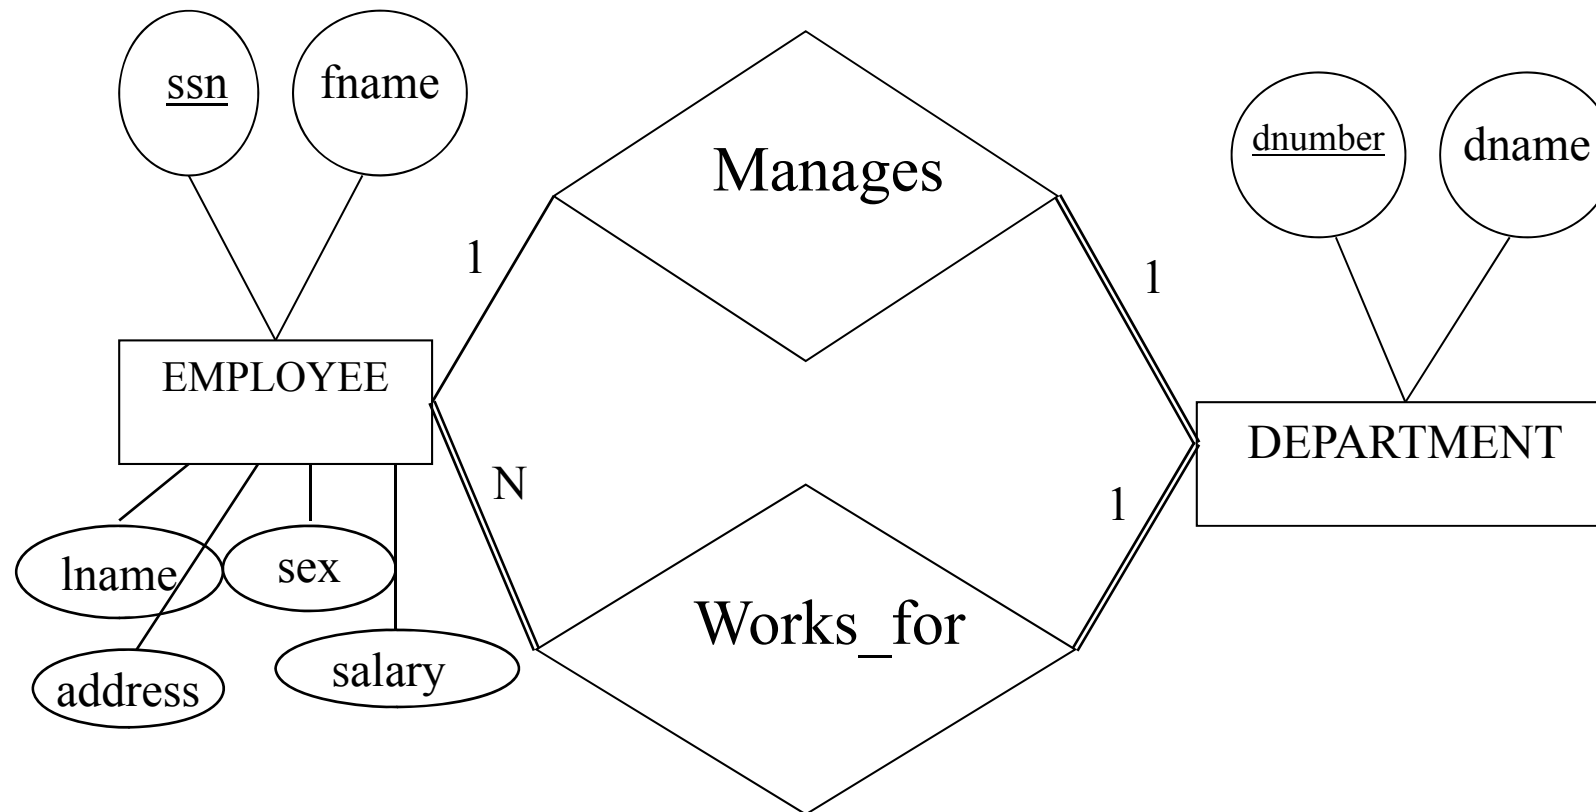 ssn
fname
Manages
dnumber
dname
1
1
EMPLOYEE
DEPARTMENT
N
1
lname
sex
Works_for
address
salary